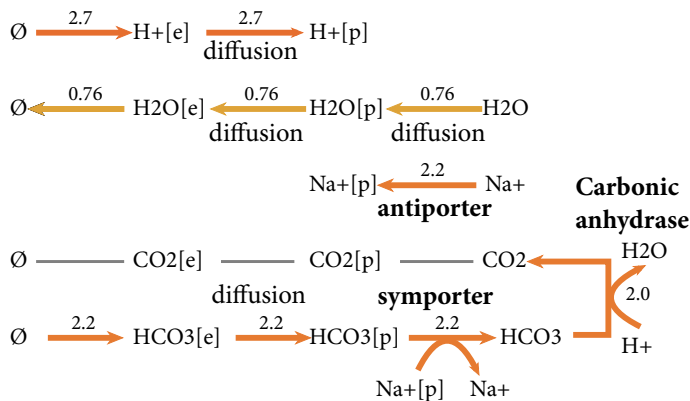 2.7 2.7
Ø H+[e] H+[p]
diffusion
0.76 0.76 0.76
Ø H2O[e] H2O[p] H2O
diffusion diffusion
2.2
Na+[p] Na+
antiporter
Carbonic
anhydrase
H2O
Ø CO2[e] CO2[p] CO2
diffusion symporter
2.0
2.2 2.2 2.2
Ø HCO3[e] HCO3[p] HCO3
H+
Na+[p] Na+